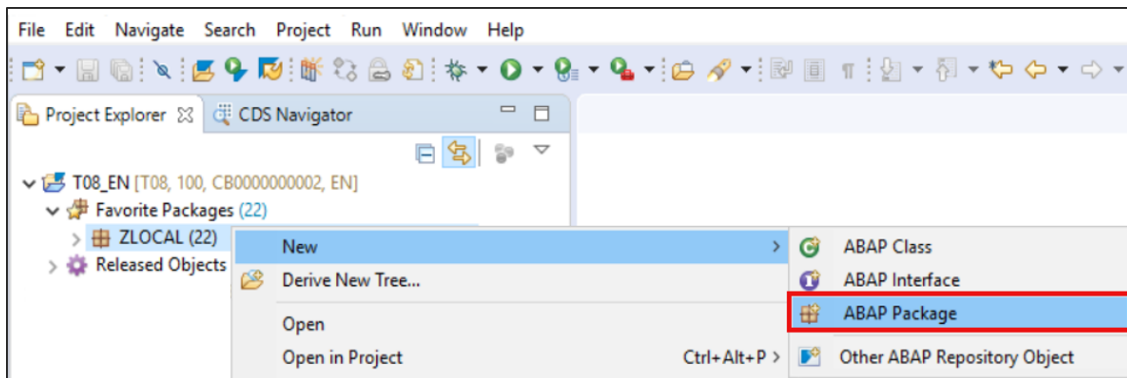 File Edit Navigate Search Project Run Window Help
Project Explorer CDS Navigator
T08_EN [T08, 100, CB0000000002, EN]
Favorite Packages (22)
ZLOCAL (22)
Released Objects
New >
Derive New Tree...
Open
Open in Project Ctrl+Alt+P >
ABAP Class
ABAP Interface
ABAP Package
Other ABAP Repository Object